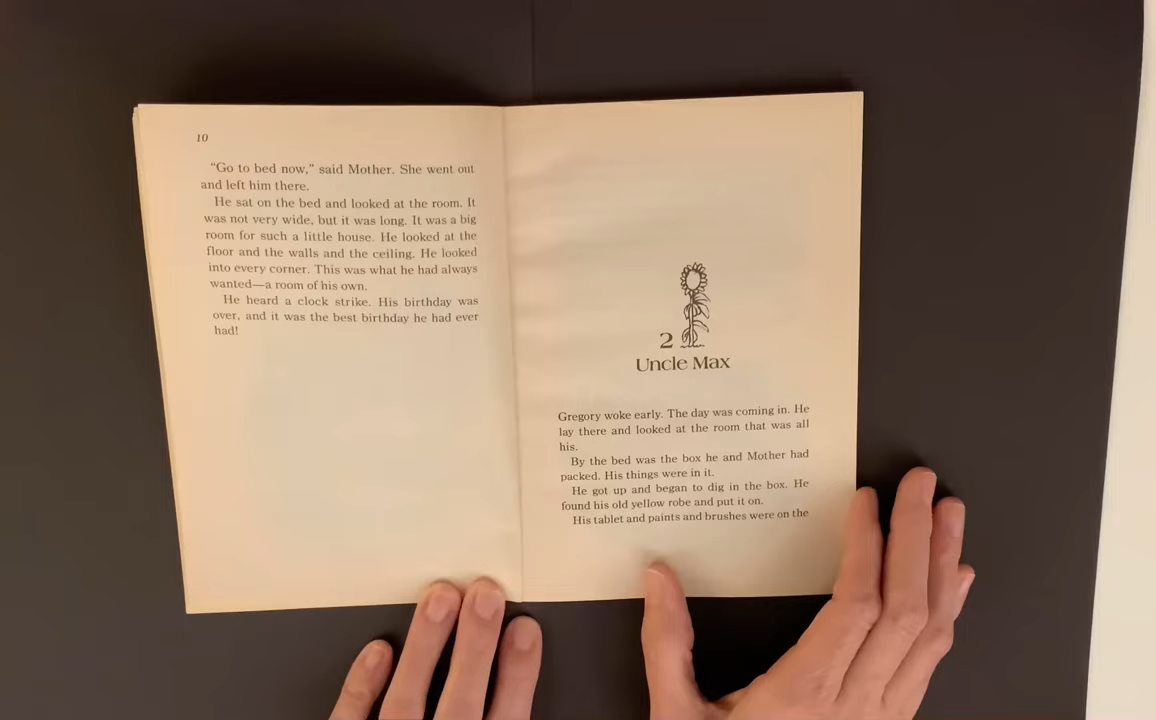 10
"Go to bed now," said Mother. She went out
and left him there.
He sat on the bed and looked at the room. It
was not very wide, but it was long. It was a big
room for such a little house. He looked at the
floor and the walls and the ceiling. He looked
into every corner. This was what he had always
wanted—a room of his own.
He heard a clock strike. His birthday was
over, and it was the best birthday he had ever
had!
2
Uncle Max
Gregory woke early. The day was coming in. He
lay there and looked at the room that was all
his.
By the bed was the box he and Mother had
packed. His things were in it.
He got up and began to dig in the box. He
found his old yellow robe and put it on.
His tablet and paints and brushes were on the